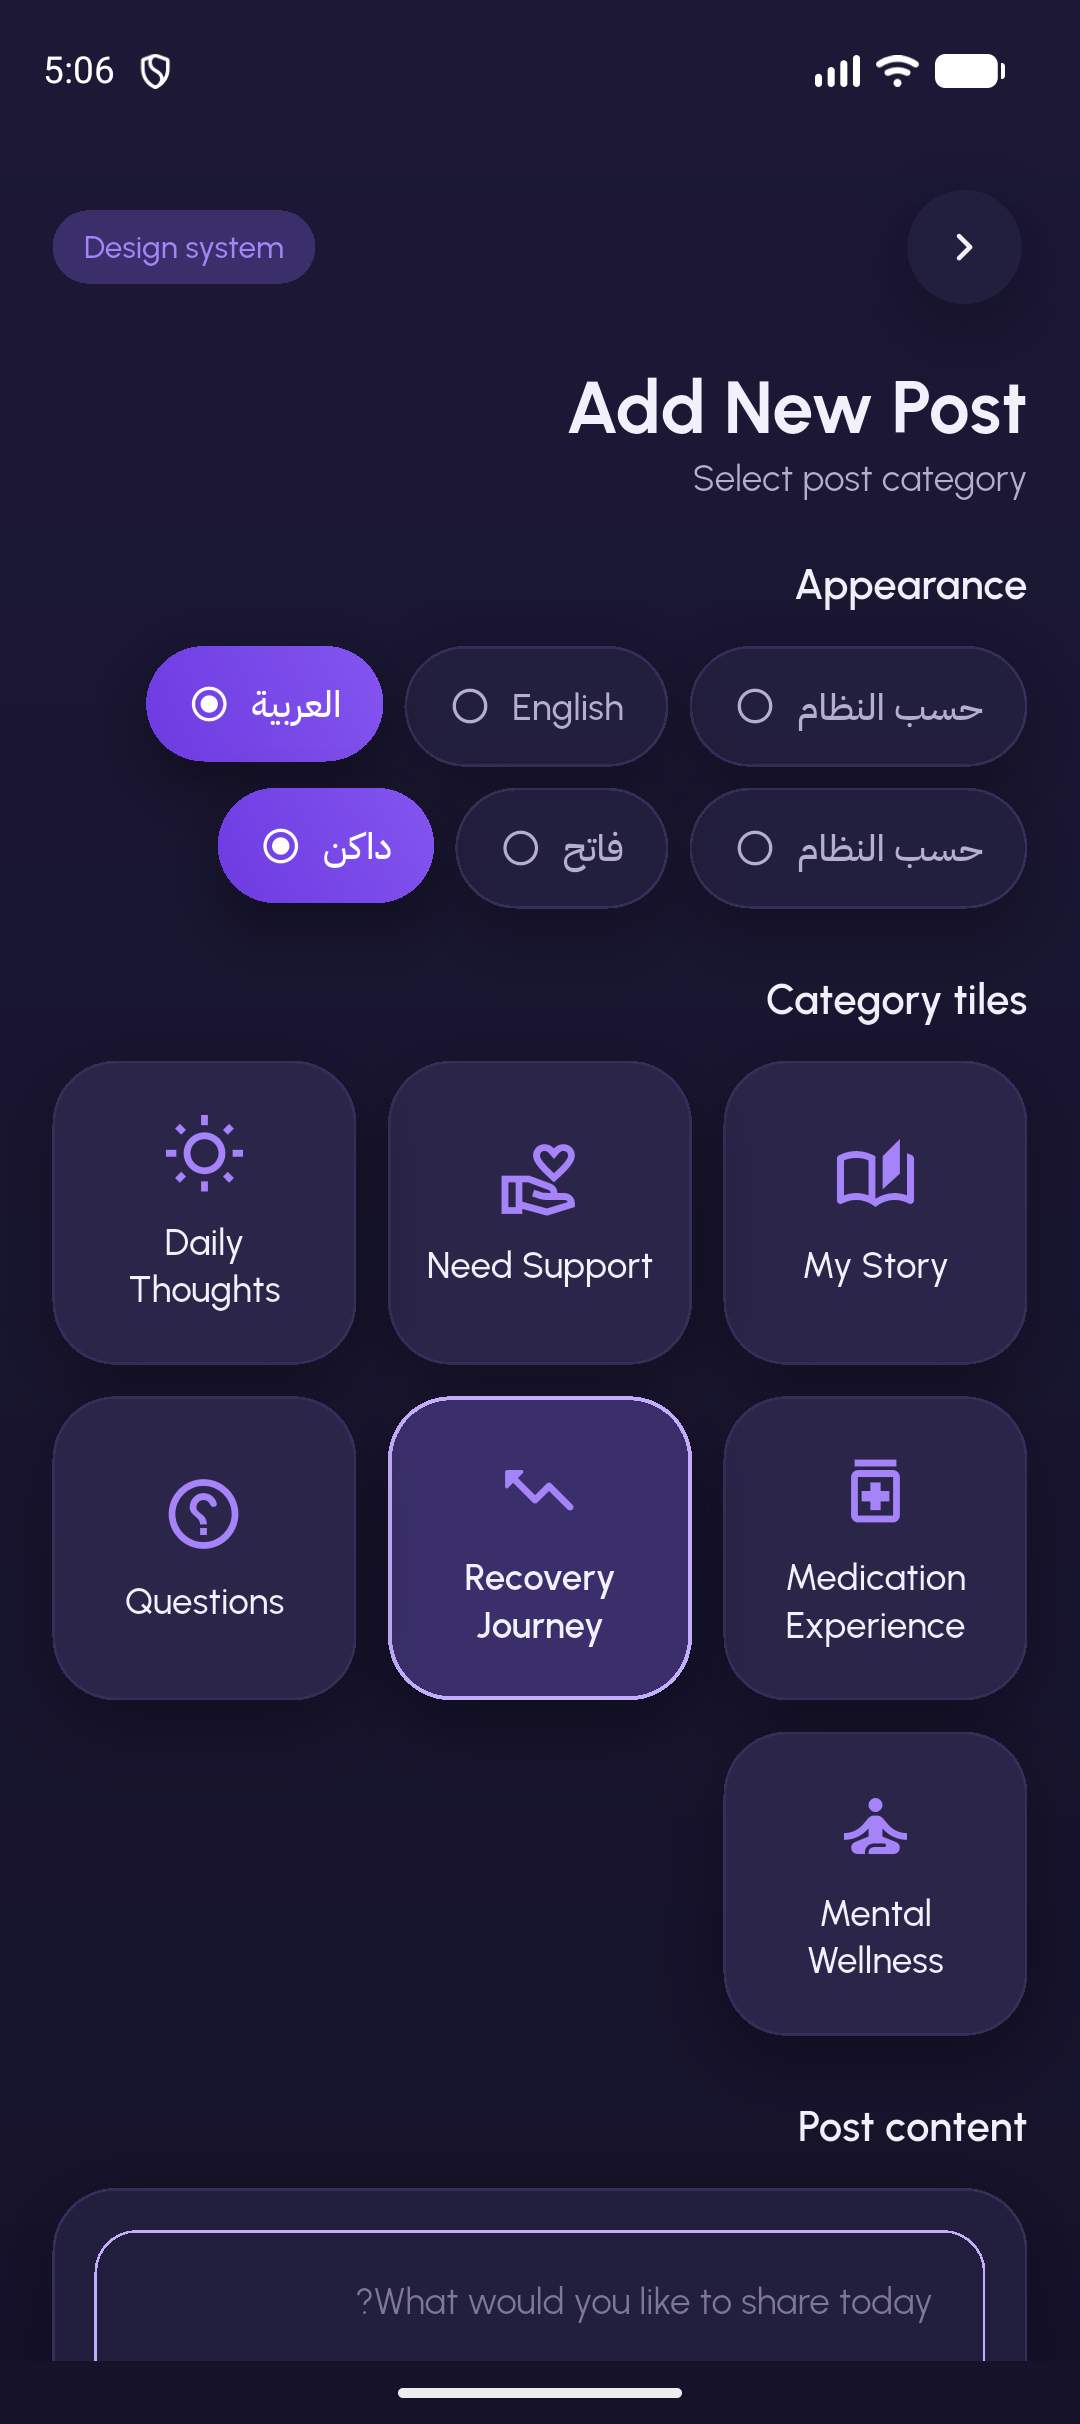 5:06
Design system
Add New Post
Select post category
Appearance
حسب النظام
English
العربية
حسب النظام
فاتح
داكن
Category tiles
My Story
Need Support
Daily
Thoughts
Medication
Experience
Recovery
Journey
Questions
Mental
Wellness
Post content
?What would you like to share today